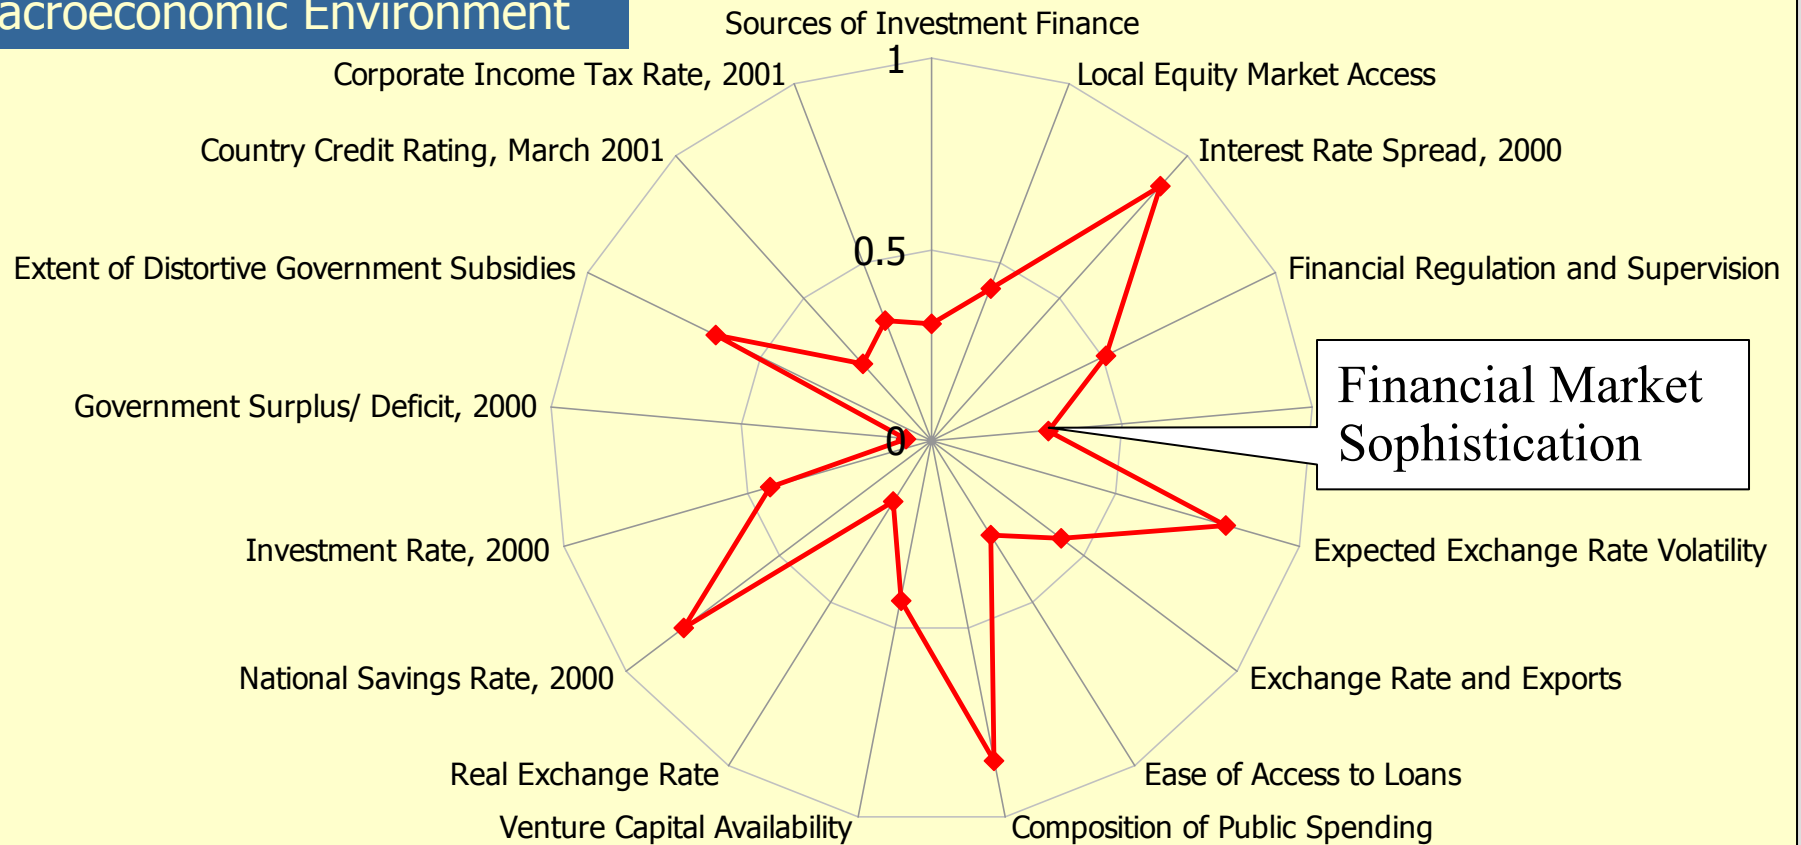 acroeconomic Environment
Sources of Investment Finance
1
Corporate Income Tax Rate, 2001
Local Equity Market Access
Country Credit Rating, March 2001
Interest Rate Spread, 2000
0.5
Extent of Distortive Government Subsidies
Financial Regulation and Supervision
Financial Market
Sophistication
Government Surplus/ Deficit, 2000
0
Investment Rate, 2000
Expected Exchange Rate Volatility
National Savings Rate, 2000
Exchange Rate and Exports
Real Exchange Rate
Ease of Access to Loans
Venture Capital Availability
Composition of Public Spending